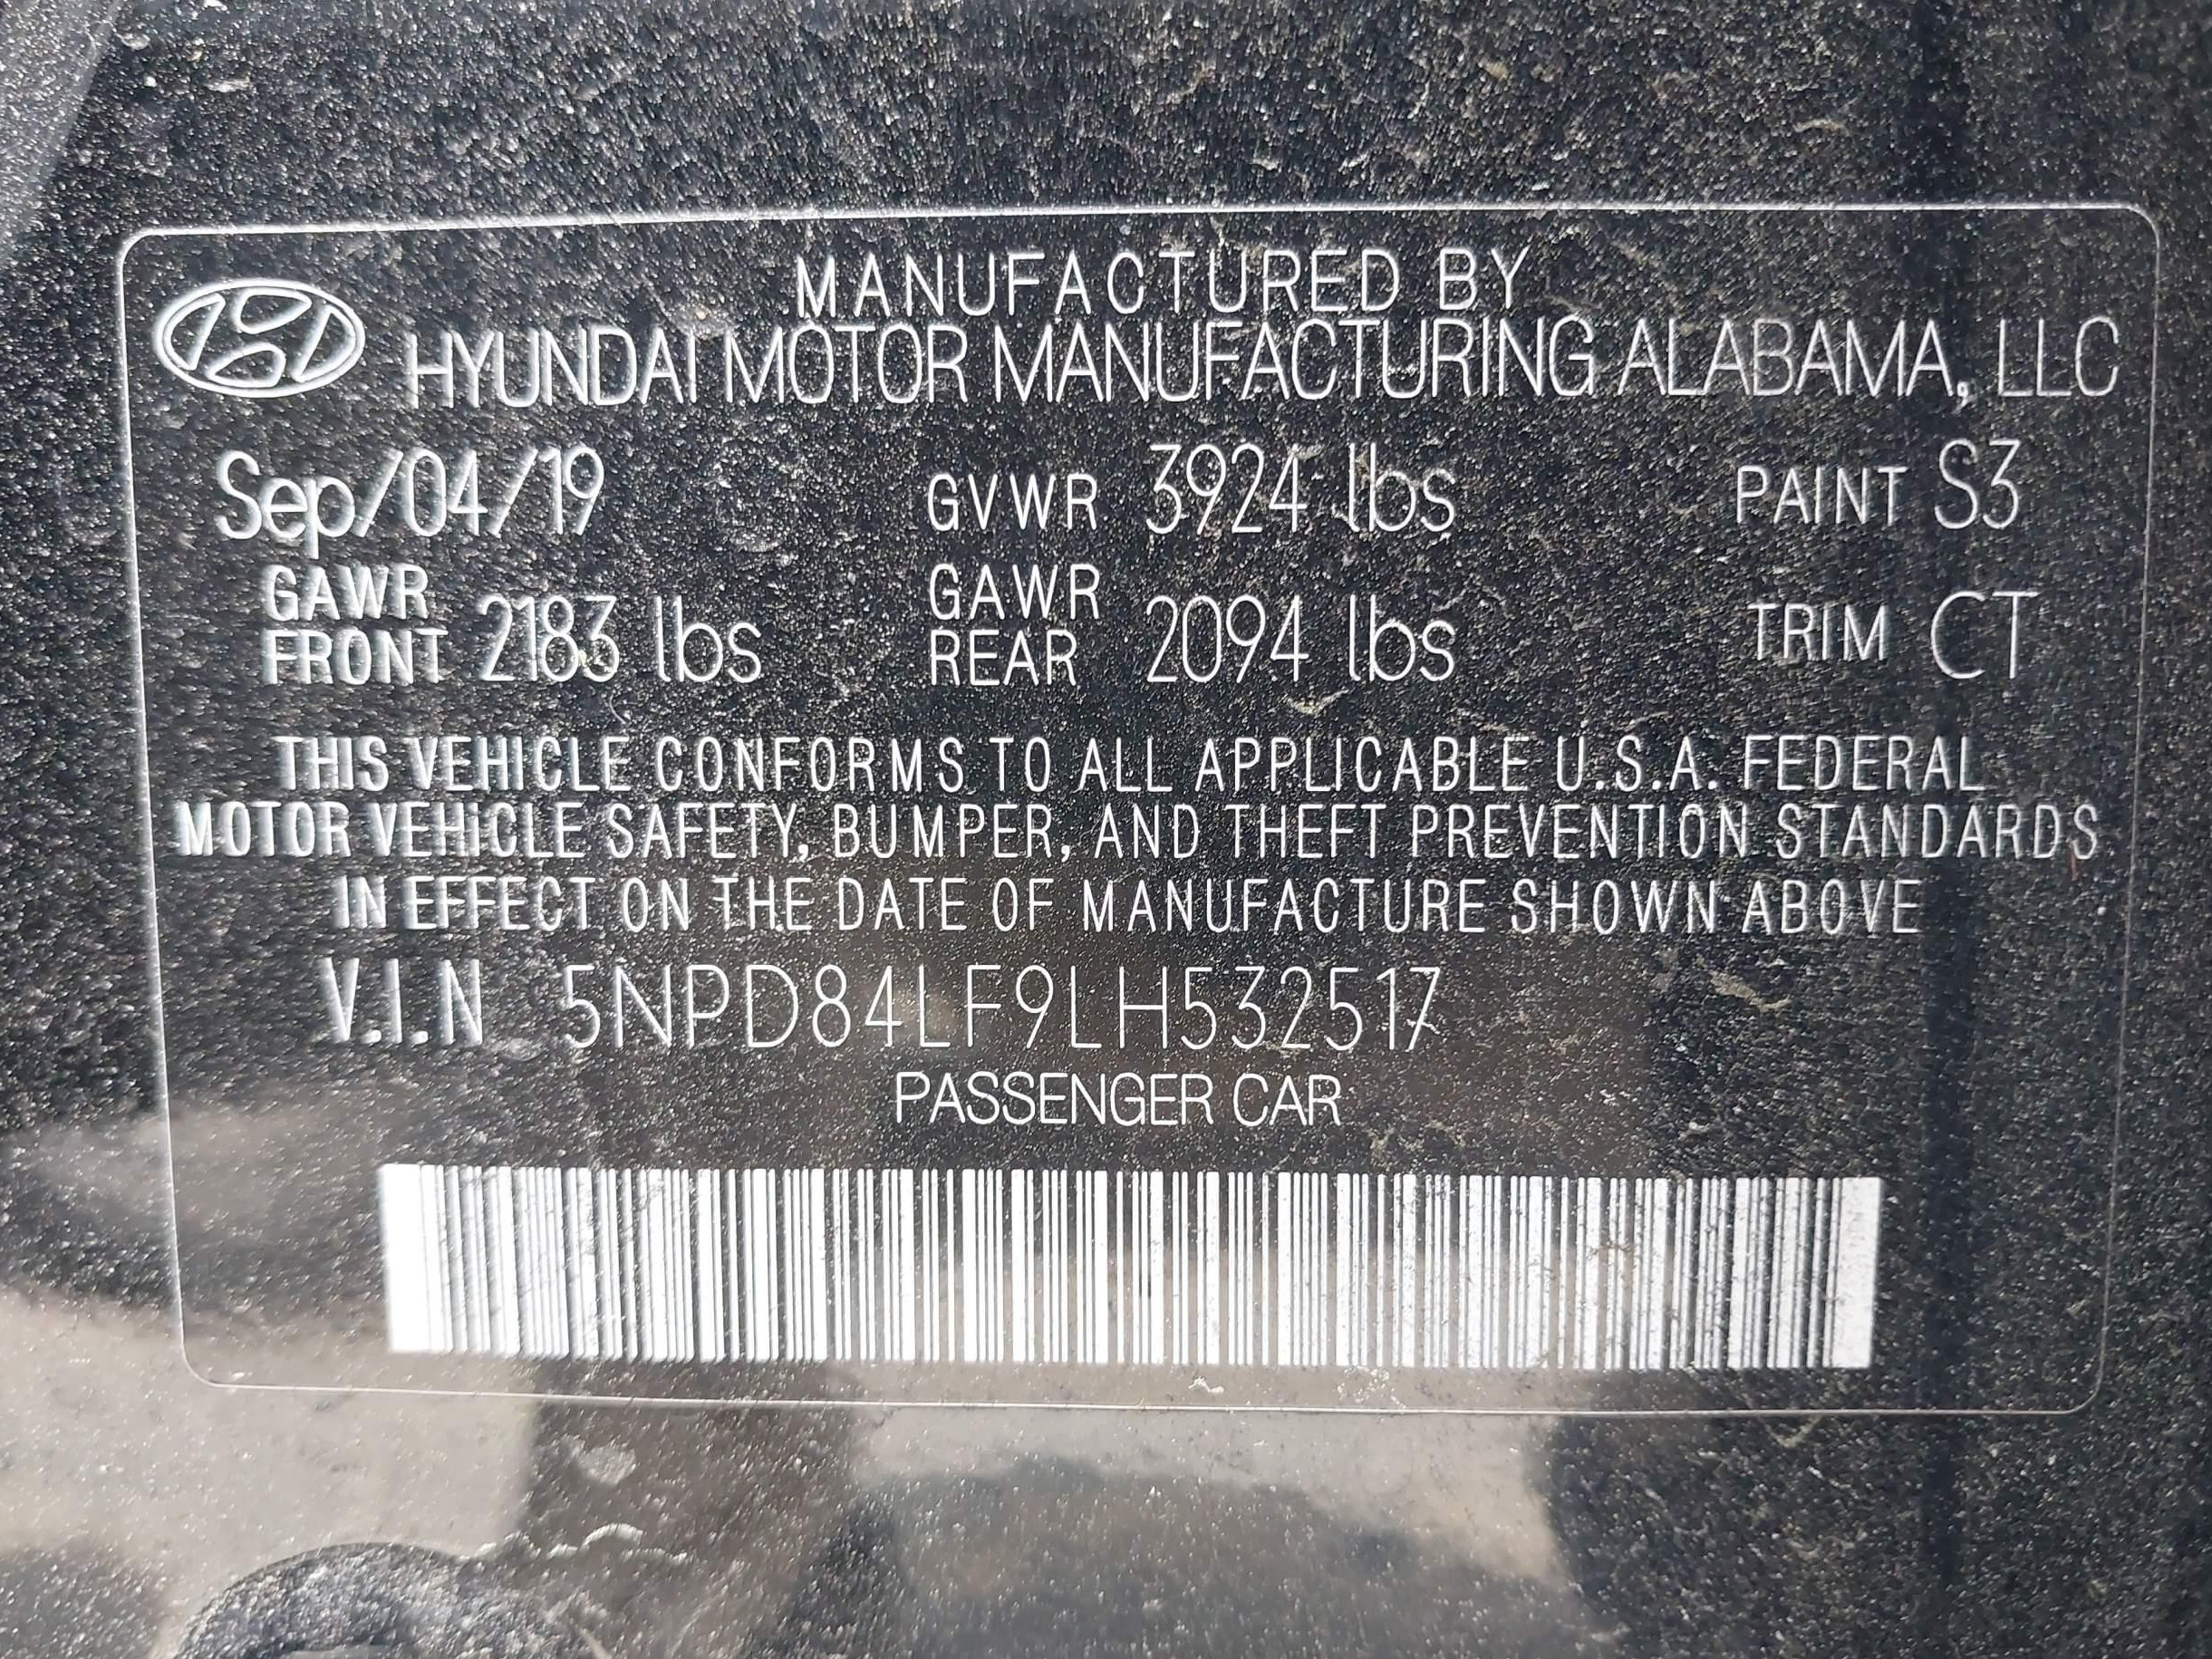 MANUFACTURED BY
HYUNDAI MOTOR MANUFACTURING ALABAMA, LLC
Sep/04/19 GVWR 3924 lbs PAINT S3
GAWR FRONT 2183 lbs GAWR REAR 2094 lbs TRIM CT
THIS VEHICLE CONFORMS TO ALL APPLICABLE U.S.A. FEDERAL
MOTOR VEHICLE SAFETY, BUMPER, AND THEFT PREVENTION STANDARDS
IN EFFECT ON THE DATE OF MANUFACTURE SHOWN ABOVE
V.I.N 5NPD84LF9LH532517
PASSENGER CAR